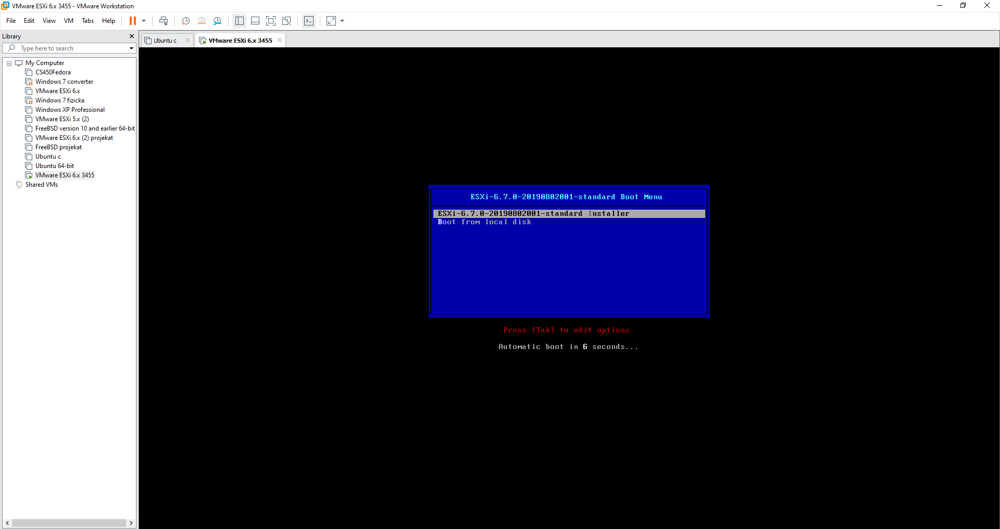 VMware ESXi 6.x 3455 - VMware Workstation
File Edit View VM Tabs Help
Library
Type here to search
My Computer
CS450Fedora
Windows 7 converter
VMware ESXi 6.x
Windows 7 fizicka
Windows XP Professional
VMware ESXi 5.x (2)
FreeBSD version 10 and earlier 64-bit
VMware ESXi 6.x (2) projekat
FreeBSD projekat
Ubuntu c
Ubuntu 64-bit
VMware ESXi 6.x 3455
Shared VMs
Ubuntu c
VMware ESXi 6.x 3455
ESXi-6.7.0-20190802001-standard Boot Menu
ESXi-6.7.0-20190802001-standard Installer
Boot from local disk
Press [Tab] to edit options
Automatic boot in 6 seconds...